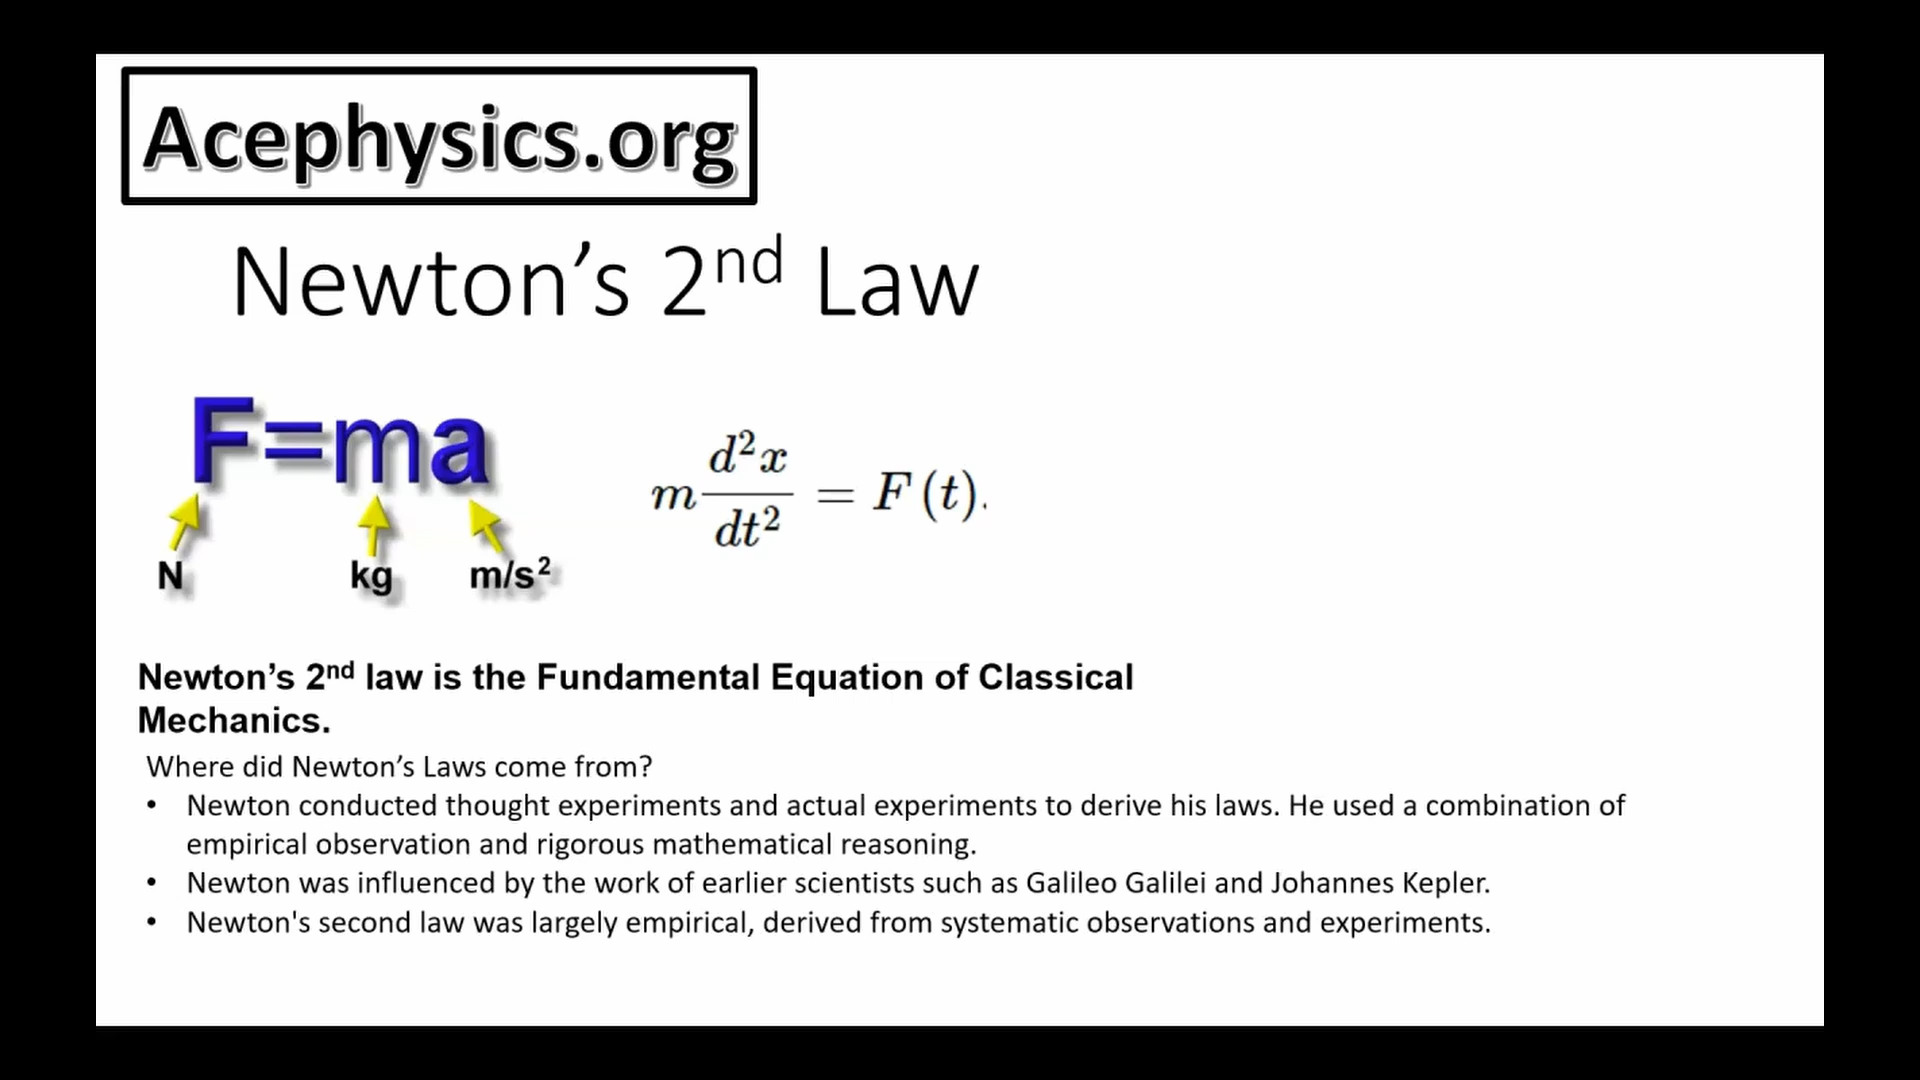 Acephysics.org
Newton’s 2nd Law
F=ma
N kg m/s²
m d²x/dt² = F(t).
Newton’s 2nd law is the Fundamental Equation of Classical
Mechanics.
Where did Newton’s Laws come from?
• Newton conducted thought experiments and actual experiments to derive his laws. He used a combination of
empirical observation and rigorous mathematical reasoning.
• Newton was influenced by the work of earlier scientists such as Galileo Galilei and Johannes Kepler.
• Newton's second law was largely empirical, derived from systematic observations and experiments.